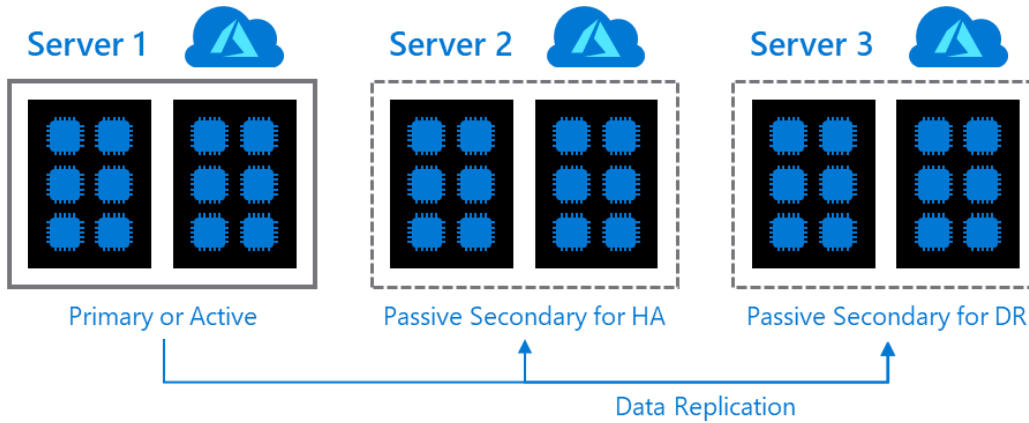 Server 1
Server 2
Server 3
Primary or Active
Passive Secondary for HA
Passive Secondary for DR
Data Replication